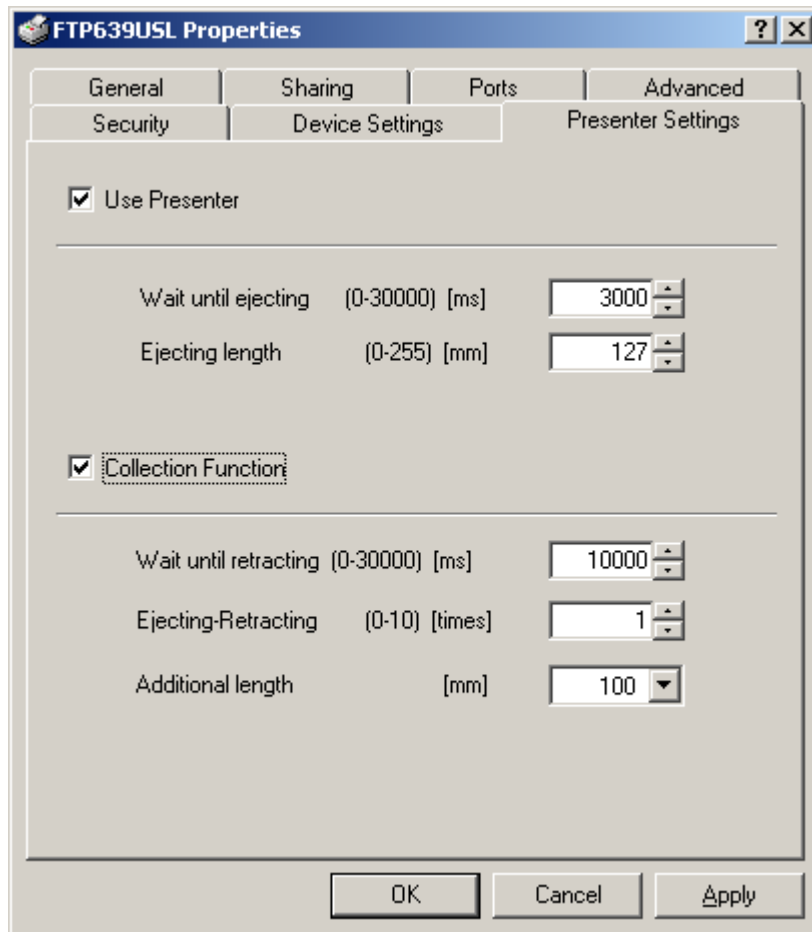 FTP639USL Properties
General Sharing Ports Advanced
Security Device Settings Presenter Settings
Use Presenter
Wait until ejecting (0-30000) [ms] 3000
Ejecting length (0-255) [mm] 127
Collection Function
Wait until retracting (0-30000) [ms] 10000
Ejecting-Retracting (0-10) [times] 1
Additional length [mm] 100
OK Cancel Apply